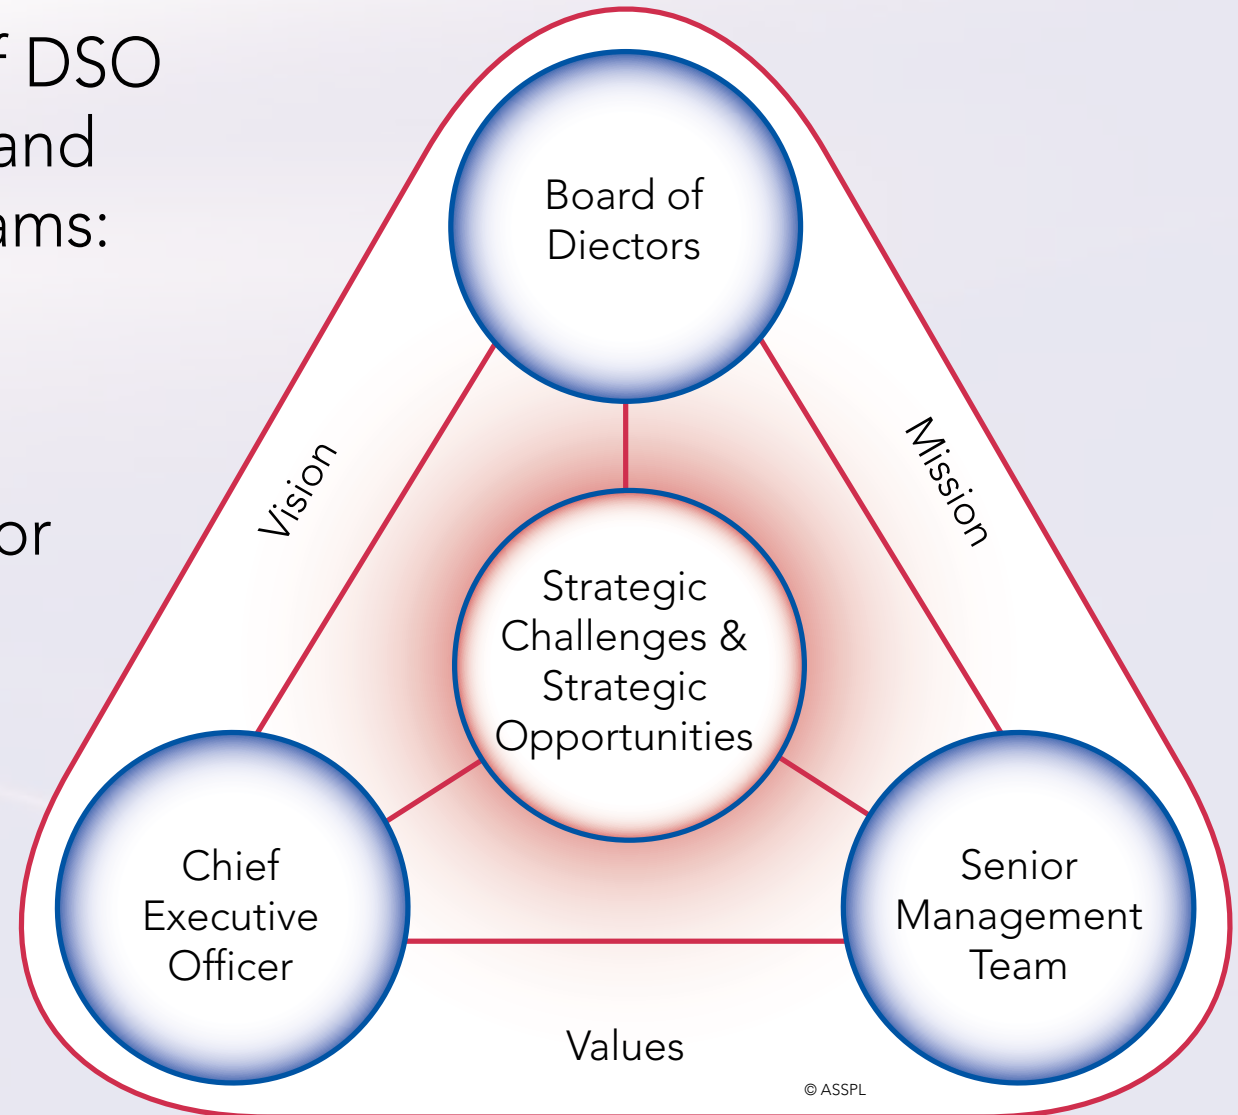 f DSO
and
ams:
or
Board of
Diectors
Vision
Mission
Strategic
Challenges &
Strategic
Opportunities
Chief
Executive
Officer
Senior
Management
Team
Values
© ASSPL